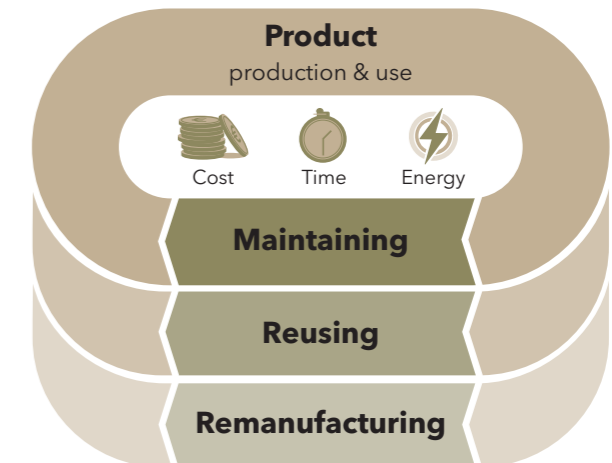 Product
production & use
Cost Time Energy
Maintaining
Reusing
Remanufacturing